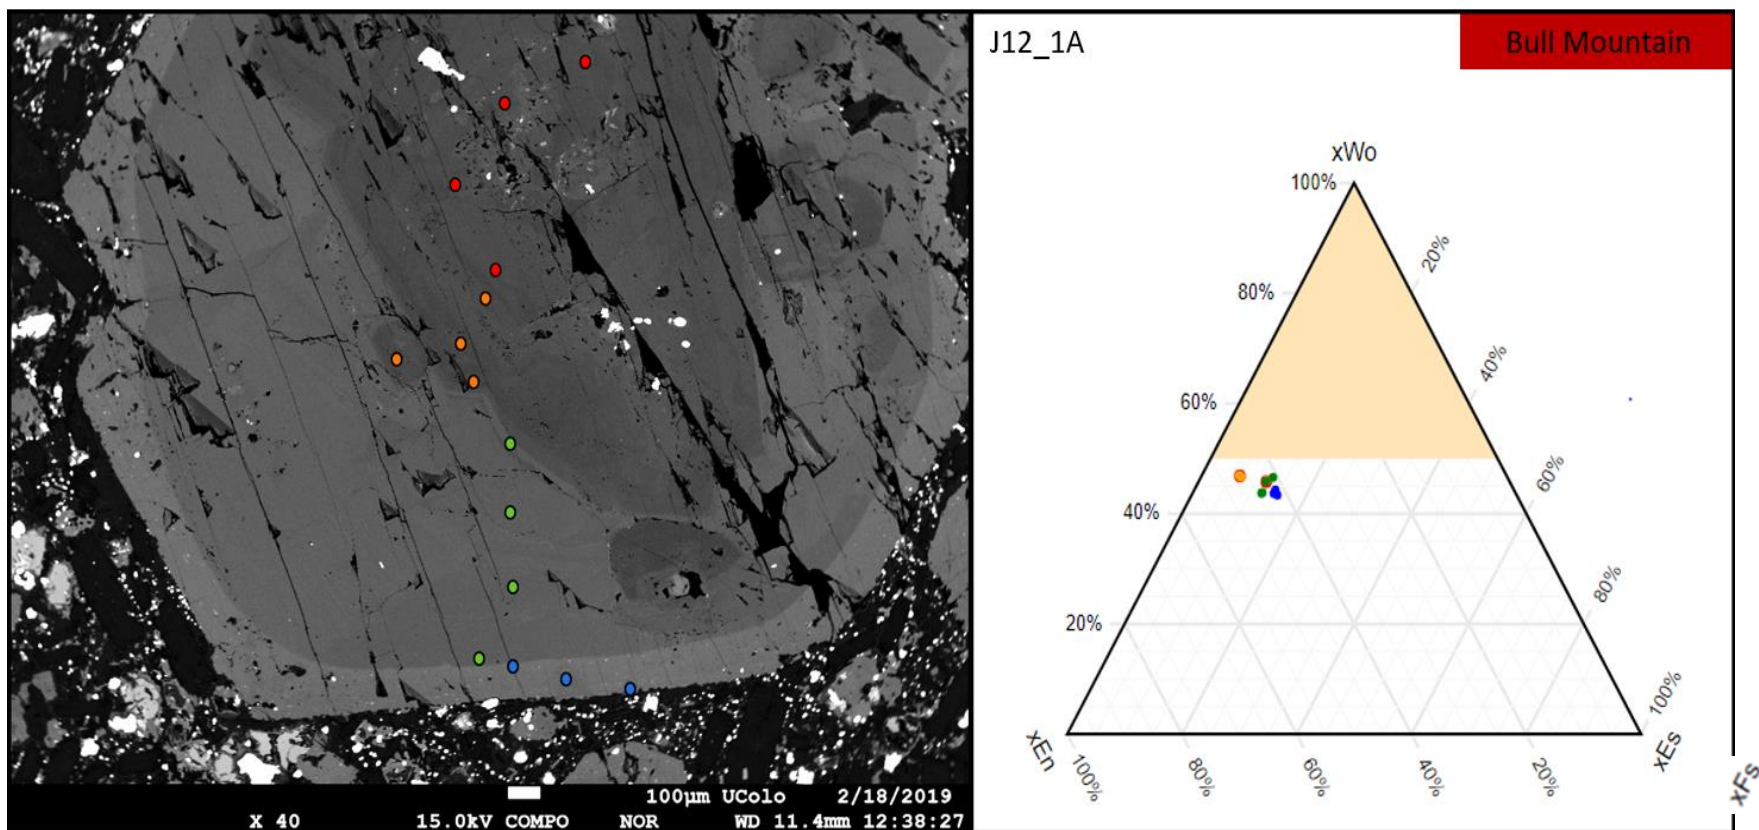 J12_1A
Bull Mountain
xWo
100%
20%
80%
40%
60%
60%
40%
80%
20%
100%
xEn
xEs
100%
80%
60%
40%
20%
xFs
100μm UColo 2/18/2019
X 40 15.0kV COMPO NOR WD 11.4mm 12:38:27